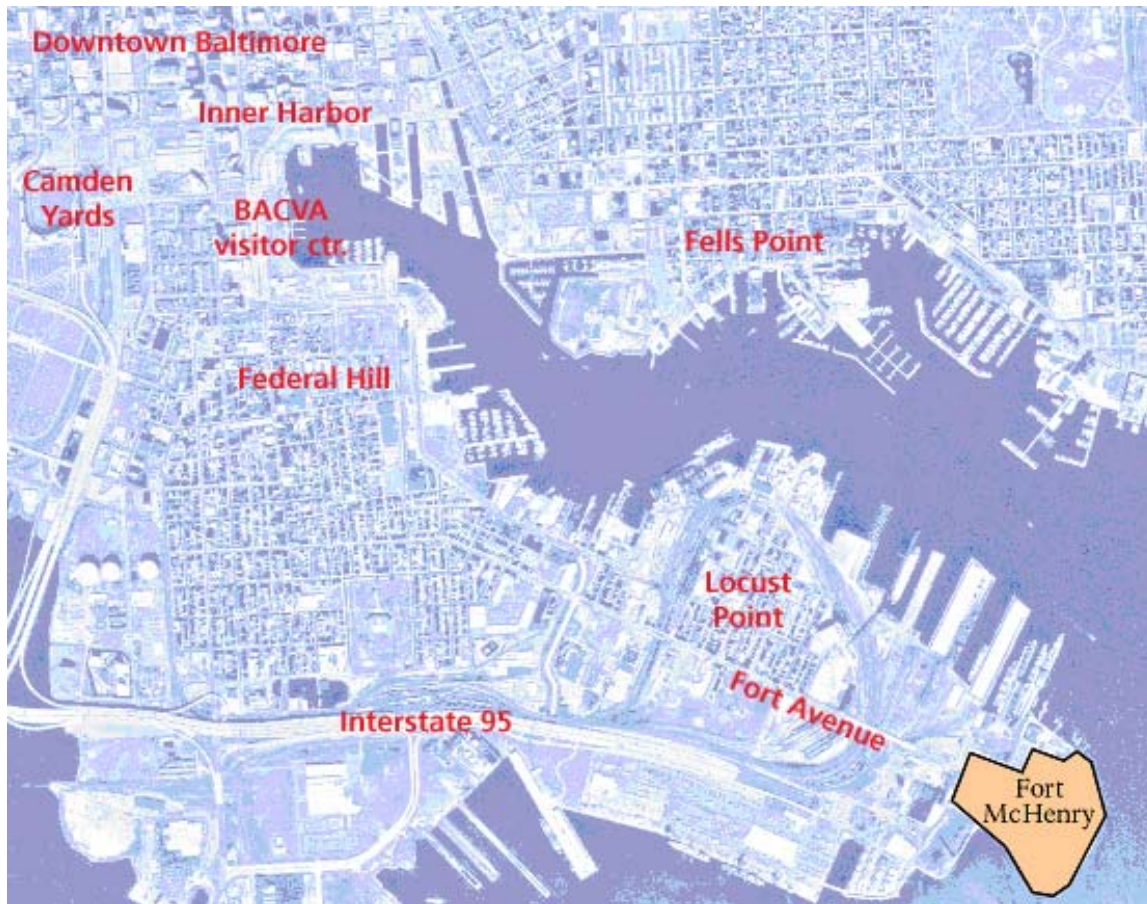 Downtown Baltimore
Inner Harbor
Camden
Yards
BACVA
visitor ctr.
Fells Point
Federal Hill
Locust
Point
Fort Avenue
Interstate 95
Fort
McHenry